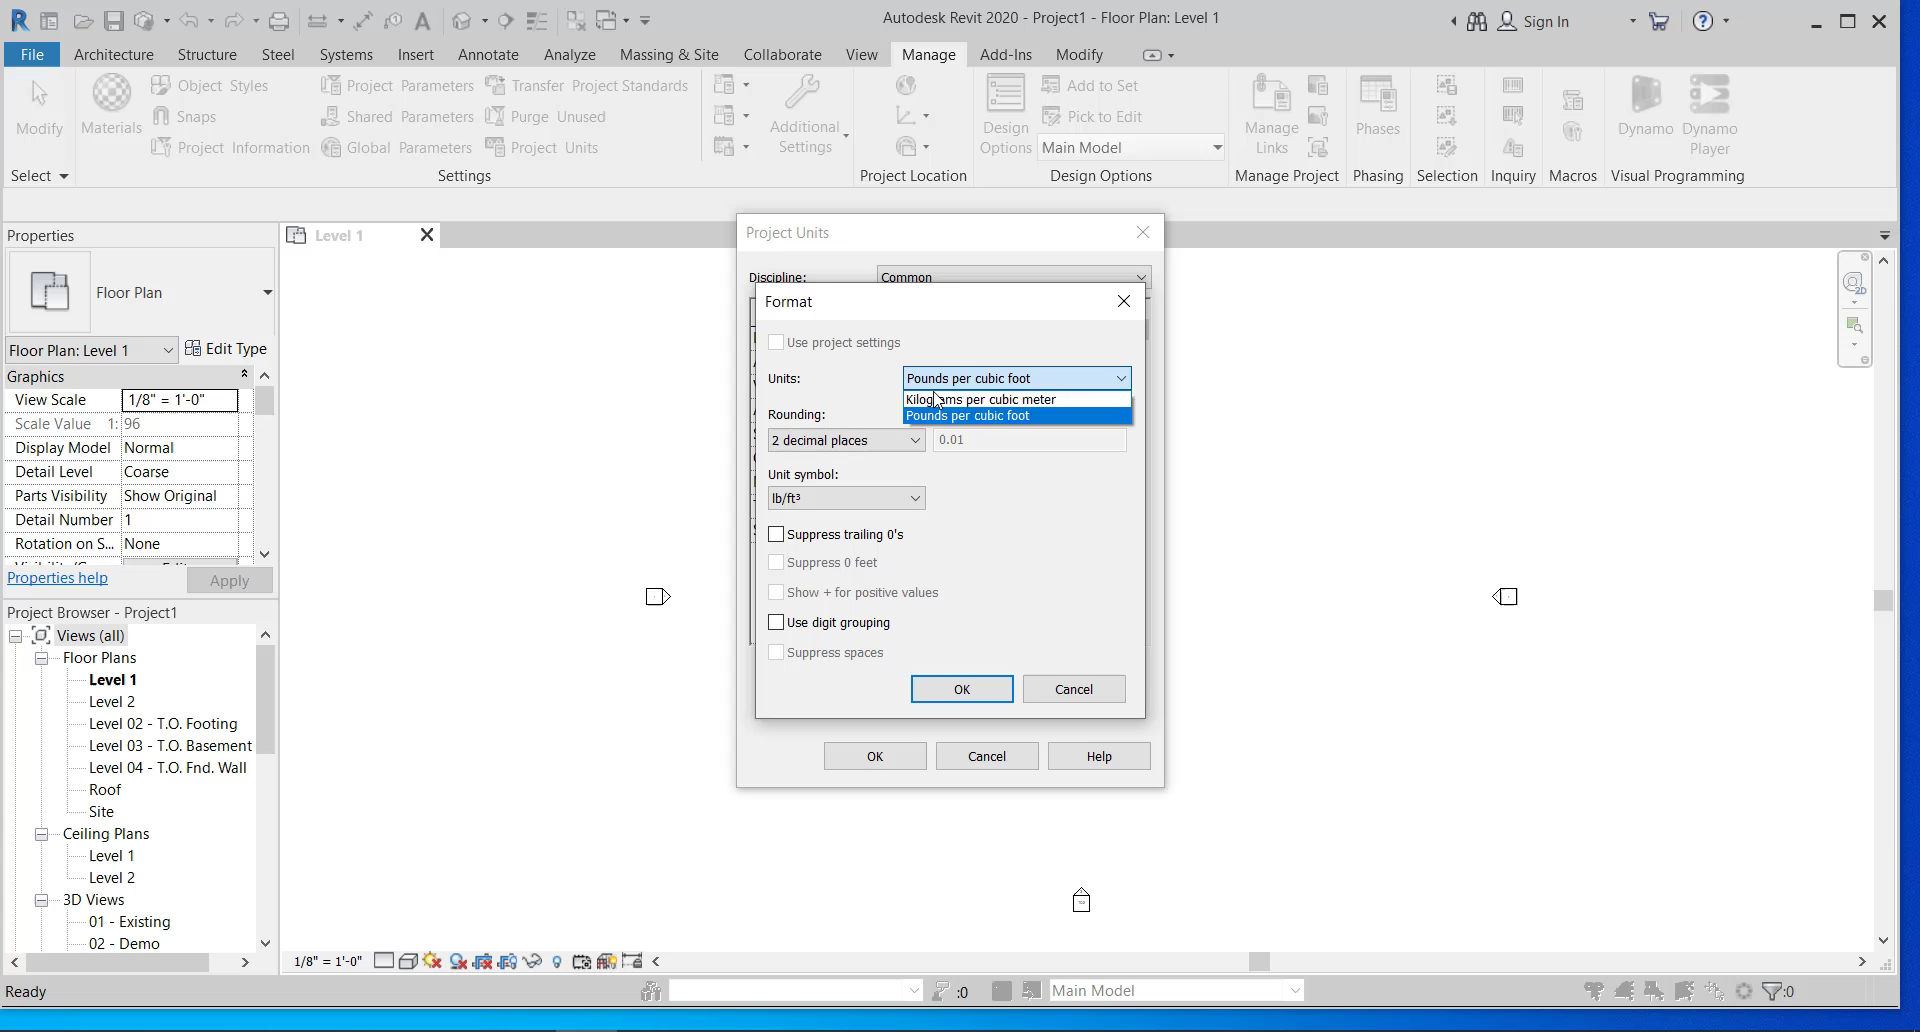 Autodesk Revit 2020 - Project1 - Floor Plan: Level 1
Sign In
File Architecture Structure Steel Systems Insert Annotate Analyze Massing & Site Collaborate View Manage Add-Ins Modify
Modify
Materials
Object Styles
Snaps
Project Information
Project Parameters
Shared Parameters
Global Parameters
Transfer Project Standards
Purge Unused
Project Units
Additional
Settings
Design
Options
Add to Set
Pick to Edit
Main Model
Manage
Links
Phases
Dynamo
Dynamo
Player
Select
Settings
Project Location
Design Options
Manage Project
Phasing
Selection
Inquiry
Macros
Visual Programming
Properties
Floor Plan
Floor Plan: Level 1
Edit Type
Graphics
View Scale 1/8" = 1'-0"
Scale Value 1: 96
Display Model Normal
Detail Level Coarse
Parts Visibility Show Original
Detail Number 1
Rotation on S... None
Properties help
Apply
Project Browser - Project1
Views (all)
Floor Plans
Level 1
Level 2
Level 02 - T.O. Footing
Level 03 - T.O. Basement
Level 04 - T.O. Fnd. Wall
Roof
Site
Ceiling Plans
Level 1
Level 2
3D Views
01 - Existing
02 - Demo
Level 1
Project Units
Discipline: Common
Format
Use project settings
Units: Pounds per cubic foot
Kilograms per cubic meter
Pounds per cubic foot
Rounding:
2 decimal places 0.01
Unit symbol:
lb/ft³
Suppress trailing 0's
Suppress 0 feet
Show + for positive values
Use digit grouping
Suppress spaces
OK Cancel
OK Cancel Help
1/8" = 1'-0"
Ready
:0
Main Model
:0